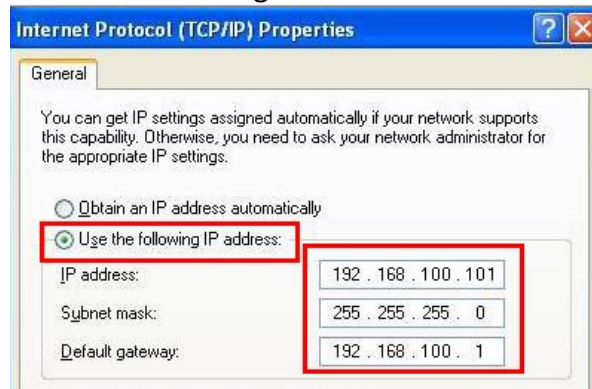 Internet Protocol (TCP/IP) Properties
General
You can get IP settings assigned automatically if your network supports
this capability. Otherwise, you need to ask your network administrator for
the appropriate IP settings.
Obtain an IP address automatically
Use the following IP address:
IP address: 192 . 168 . 100 . 101
Subnet mask: 255 . 255 . 255 . 0
Default gateway: 192 . 168 . 100 . 1